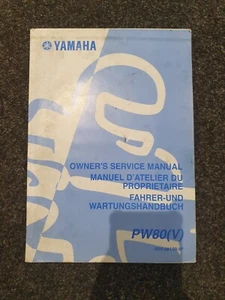 YAMAHA
OWNER'S SERVICE MANUAL
MANUEL D'ATELIER DU
PROPRIETAIRE
FAHRER-UND
WARTUNGSHANDBUCH
PW80(V)